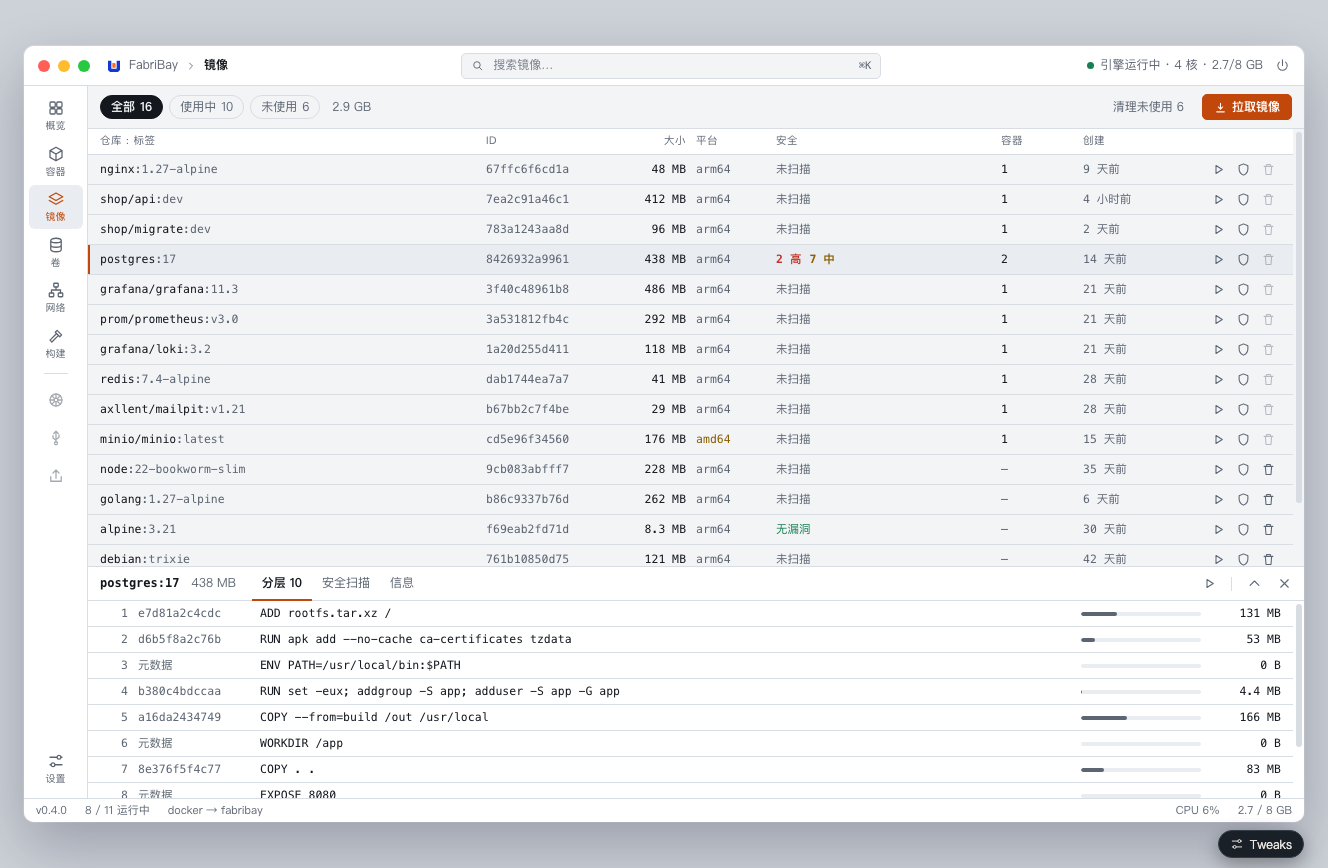 FabriBay › 镜像 搜索镜像… ⌘K 引擎运行中 · 4 核 · 2.7/8 GB
概览
容器
镜像
卷
网络
构建
设置
全部 16 使用中 10 未使用 6 2.9 GB 清理未使用 6 拉取镜像
仓库 : 标签 ID 大小 平台 安全 容器 创建
nginx:1.27-alpine 67ffc6f6cd1a 48 MB arm64 未扫描 1 9 天前
shop/api:dev 7ea2c91a46c1 412 MB arm64 未扫描 1 4 小时前
shop/migrate:dev 783a1243aa8d 96 MB arm64 未扫描 1 2 天前
postgres:17 8426932a9961 438 MB arm64 2 高 7 中 2 14 天前
grafana/grafana:11.3 3f40c48961b8 486 MB arm64 未扫描 1 21 天前
prom/prometheus:v3.0 3a531812fb4c 292 MB arm64 未扫描 1 21 天前
grafana/loki:3.2 1a20d255d411 118 MB arm64 未扫描 1 21 天前
redis:7.4-alpine dab1744ea7a7 41 MB arm64 未扫描 1 28 天前
axllent/mailpit:v1.21 b67bb2c7f4be 29 MB arm64 未扫描 1 28 天前
minio/minio:latest cd5e96f34560 176 MB amd64 未扫描 1 15 天前
node:22-bookworm-slim 9cb083abfff7 228 MB arm64 未扫描 — 35 天前
golang:1.27-alpine b86c9337b76d 262 MB arm64 未扫描 — 6 天前
alpine:3.21 f69eab2fd71d 8.3 MB arm64 无漏洞 — 30 天前
debian:trixie 761b10850d75 121 MB arm64 未扫描 — 42 天前
postgres:17 438 MB 分层 10 安全扫描 信息
1 e7d81a2c4cdc ADD rootfs.tar.xz / 131 MB
2 d6b5f8a2c76b RUN apk add --no-cache ca-certificates tzdata 53 MB
3 元数据 ENV PATH=/usr/local/bin:$PATH 0 B
4 b380c4bdccaa RUN set -eux; addgroup -S app; adduser -S app -G app 4.4 MB
5 a16da2434749 COPY --from=build /out /usr/local 166 MB
6 元数据 WORKDIR /app 0 B
7 8e376f5f4c77 COPY . . 83 MB
8 元数据 EXPOSE 8080 0 B
v0.4.0 8 / 11 运行中 docker → fabribay CPU 6% 2.7 / 8 GB
Tweaks